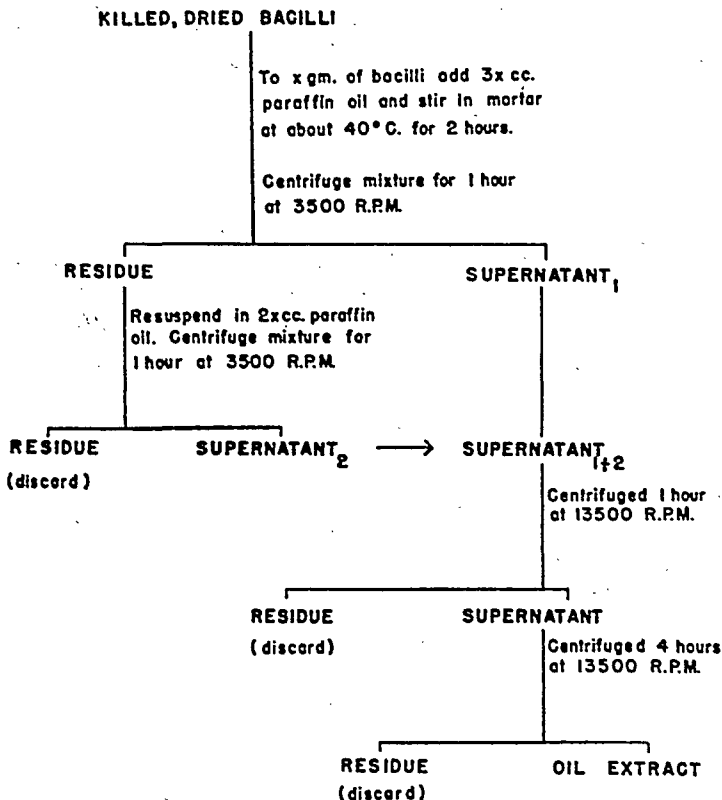 KILLED, DRIED BACILLI
To x gm. of bacilli add 3x cc.
paraffin oil and stir in mortar
at about 40° C. for 2 hours.
Centrifuge mixture for 1 hour
at 3500 R.P.M.
RESIDUE
SUPERNATANT1
Resuspend in 2xcc. paraffin
oil. Centrifuge mixture for
1 hour at 3500 R.P.M.
RESIDUE
(discard)
SUPERNATANT2
SUPERNATANT1+2
Centrifuged 1 hour
at 13500 R.P.M.
RESIDUE
(discard)
SUPERNATANT
Centrifuged 4 hours
at 13500 R.P.M.
RESIDUE
(discard)
OIL EXTRACT